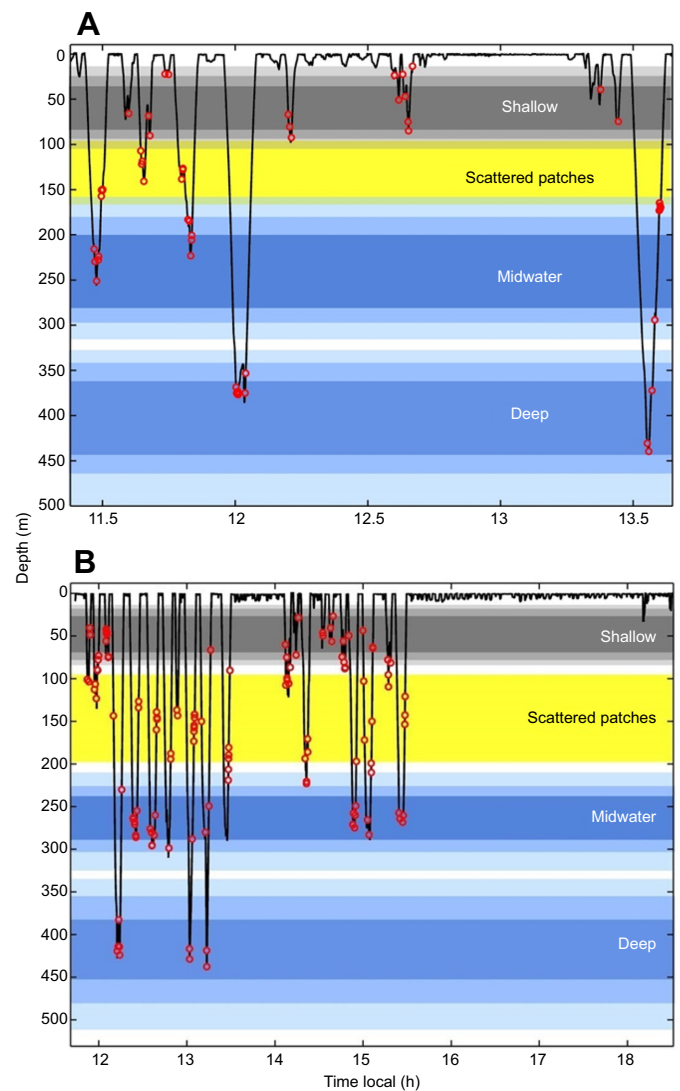 A
0
50
100
150
200
250
300
350
400
450
500
Shallow
Scattered patches
Midwater
Deep
11.5 12 12.5 13 13.5
Depth (m)
B
0
50
100
150
200
250
300
350
400
450
500
Shallow
Scattered patches
Midwater
Deep
12 13 14 15 16 17 18
Time local (h)